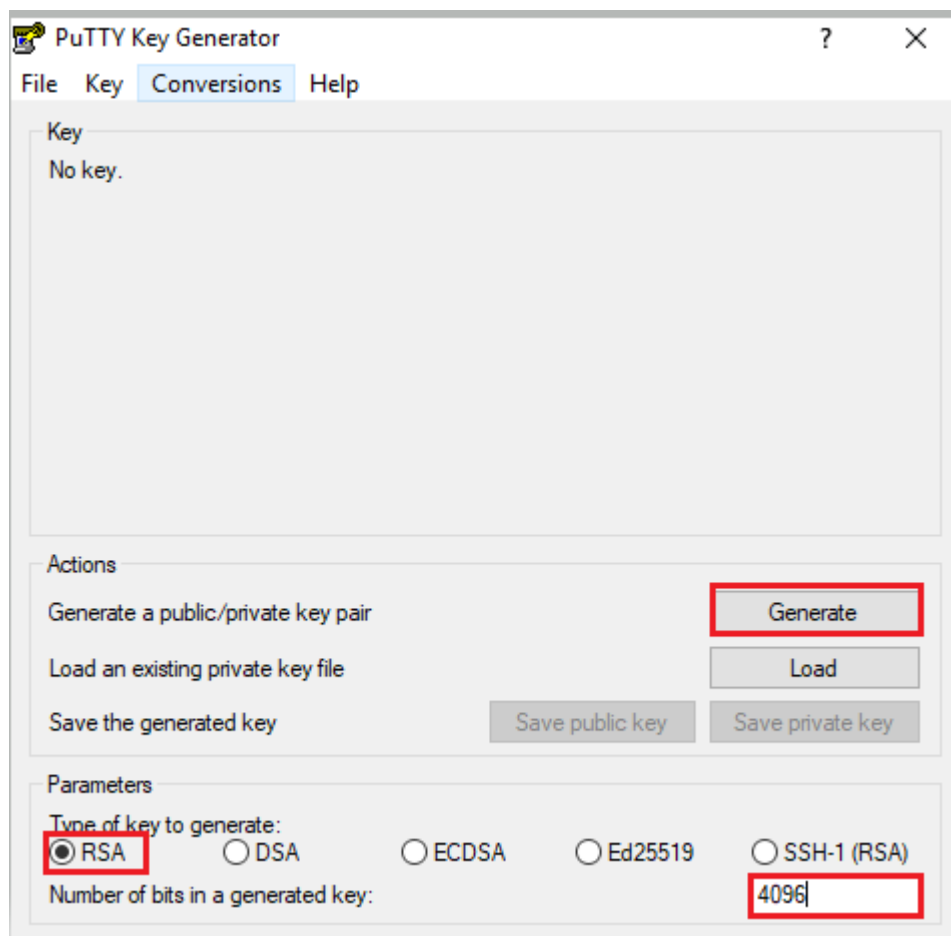 PuTTY Key Generator ? ×
File Key Conversions Help
Key
No key.
Actions
Generate a public/private key pair Generate
Load an existing private key file Load
Save the generated key Save public key Save private key
Parameters
Type of key to generate:
RSA DSA ECDSA Ed25519 SSH-1 (RSA)
Number of bits in a generated key: 4096